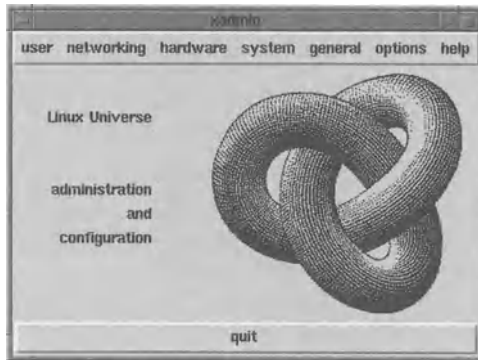 xadmin
user networking hardware system general options help
Linux Universe
administration
and
configuration
quit